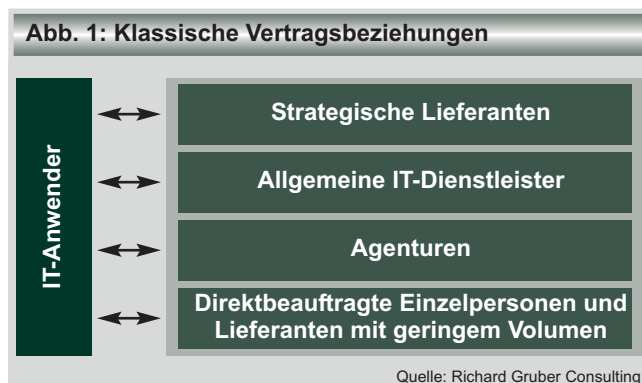 Abb. 1: Klassische Vertragsbeziehungen
IT-Anwender
Strategische Lieferanten
Allgemeine IT-Dienstleister
Agenturen
Direktbeauftragte Einzelpersonen und
Lieferanten mit geringem Volumen
Quelle: Richard Gruber Consulting